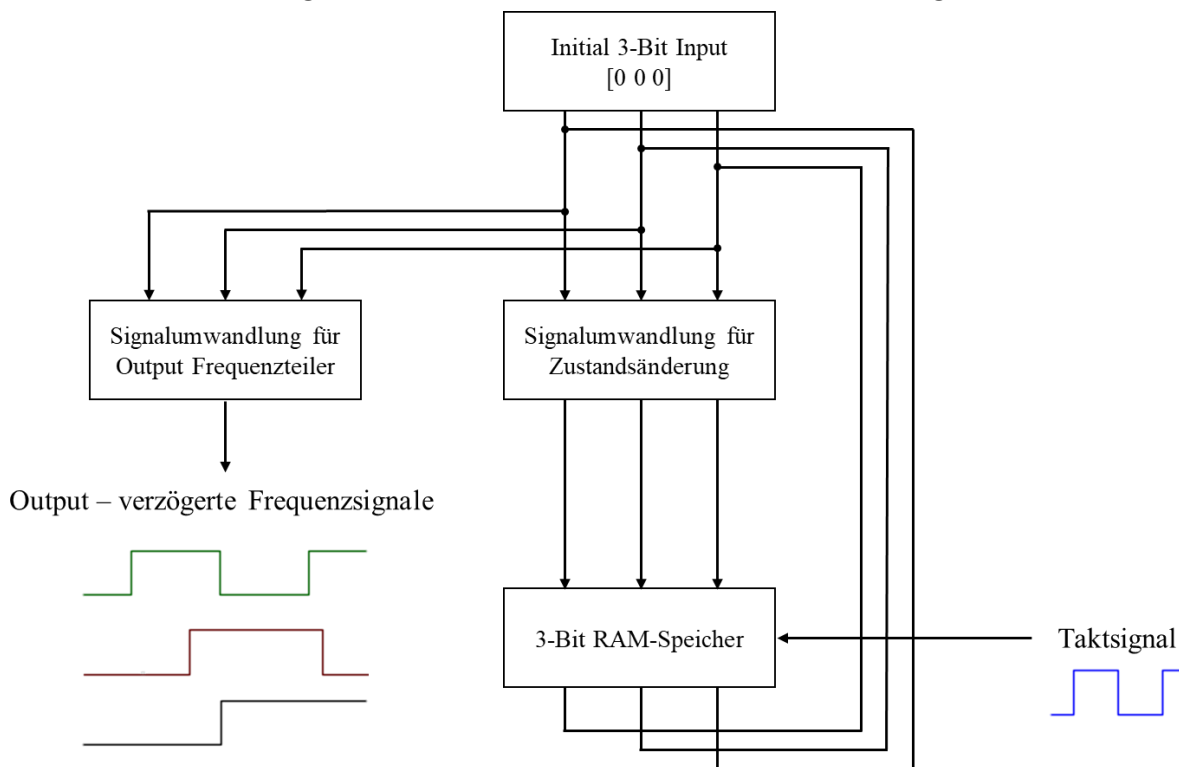 Initial 3-Bit Input
[0 0 0]
Signalumwandlung für
Output Frequenzteiler
Signalumwandlung für
Zustandsänderung
Output – verzögerte Frequenzsignale
3-Bit RAM-Speicher
Taktsignal